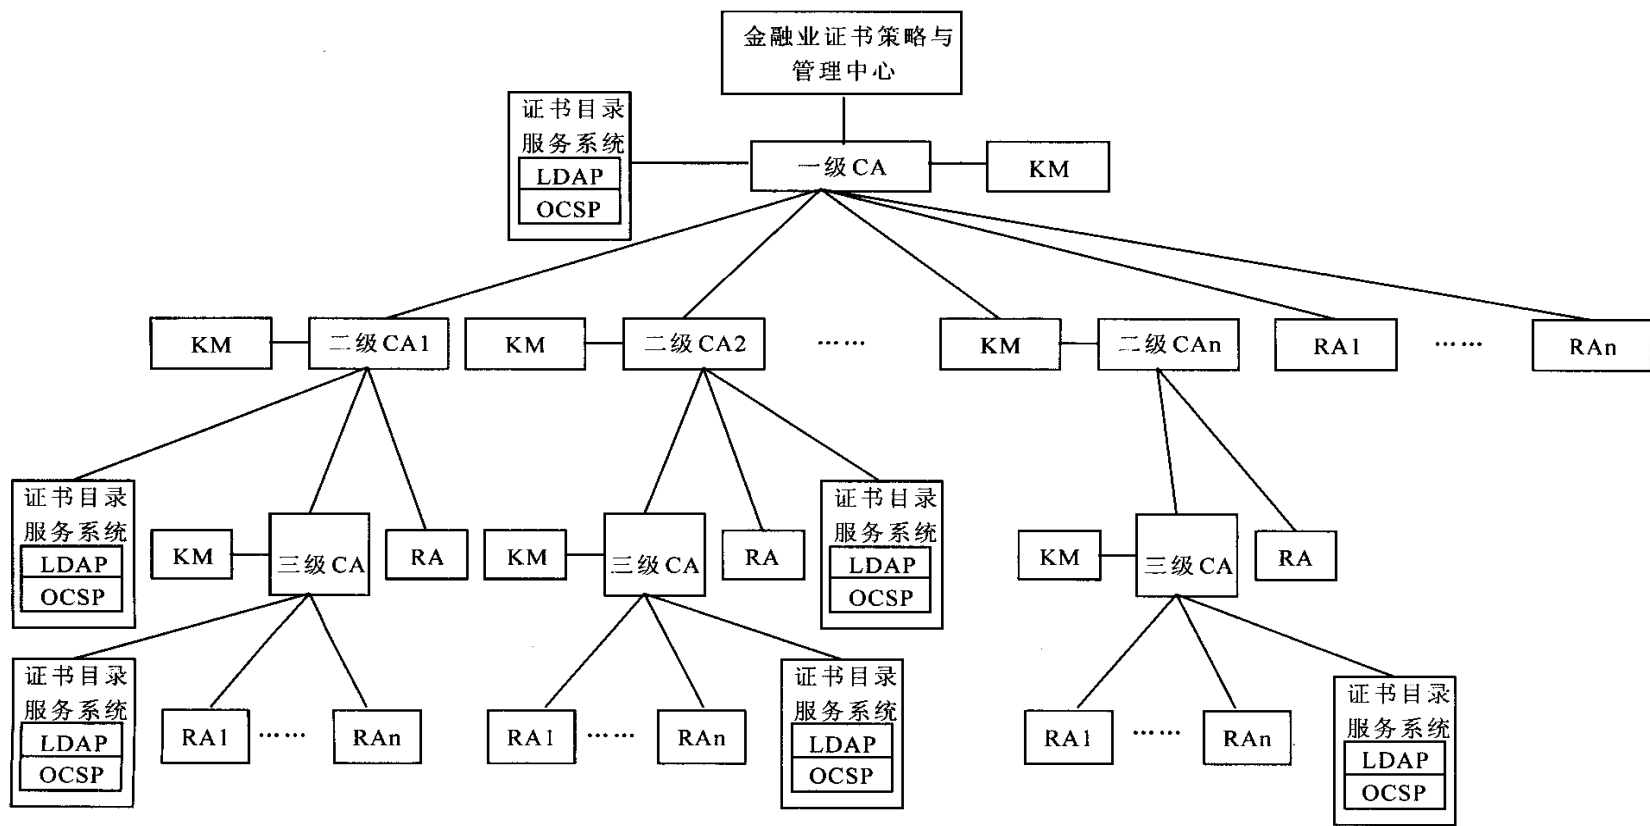 金融业证书策略与
管理中心
证书目录
服务系统
LDAP
OCSP
一级CA
KM
KM
二级CA1
KM
二级CA2
……
KM
二级CAn
RA1
……
RAn
证书目录
服务系统
LDAP
OCSP
KM
三级CA
RA
KM
三级CA
RA
证书目录
服务系统
LDAP
OCSP
KM
三级CA
RA
证书目录
服务系统
LDAP
OCSP
RA1
……
RAn
RA1
……
RAn
证书目录
服务系统
LDAP
OCSP
RA1
……
RAn
证书目录
服务系统
LDAP
OCSP